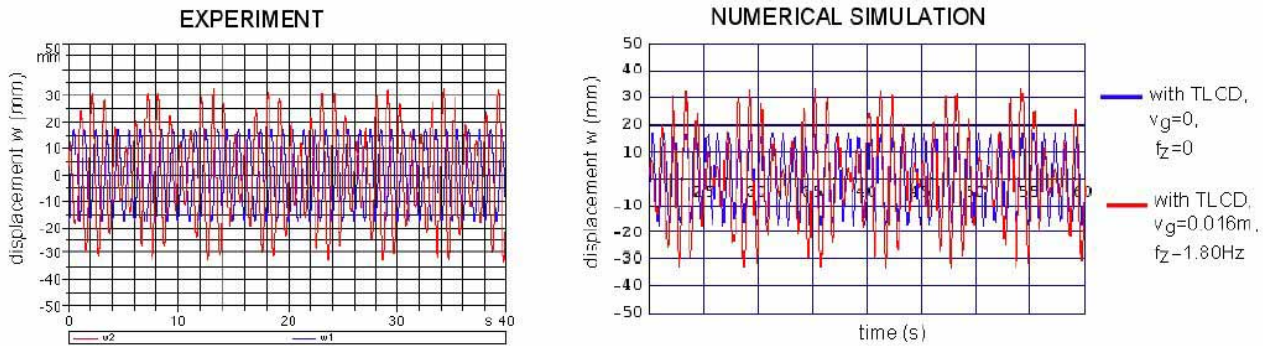 EXPERIMENT
displacement w (mm)
50
mm
30
20
10
0
-10
-20
-30
-40
-50
0
10
20
30
s 40
w2
w1
NUMERICAL SIMULATION
displacement w (mm)
50
40
30
20
10
-10
-20
-30
-40
-50
25
30
35
40
45
50
55
60
time (s)
with TLCD,
vg=0,
fz=0
with TLCD,
vg=0.016m,
fz-1.80Hz